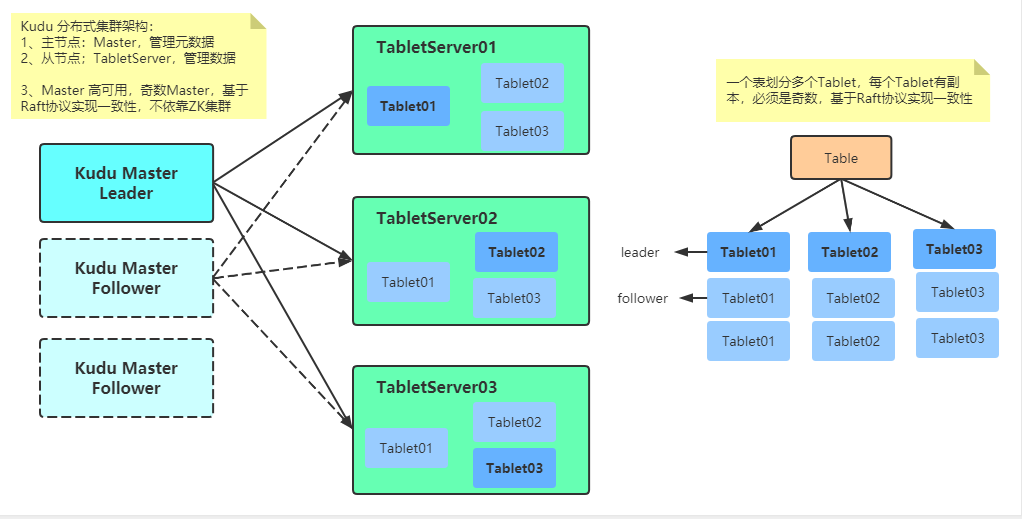 Kudu 分布式集群架构：
1、主节点：Master，管理元数据
2、从节点；TabletServer，管理数据
3、Master 高可用，奇数Master，基于
Raft协议实现一致性，不依靠ZK集群
Kudu Master
Leader
Kudu Master
Follower
Kudu Master
Follower
TabletServer01
Tablet01
Tablet02
Tablet03
TabletServer02
Tablet01
Tablet02
Tablet03
TabletServer03
Tablet01
Tablet02
Tablet03
一个表划分多个Tablet，每个Tablet有副
本，必须是奇数，基于Raft协议实现一致性
Table
leader
Tablet01
Tablet02
Tablet03
follower
Tablet01
Tablet02
Tablet03
Tablet01
Tablet02
Tablet03